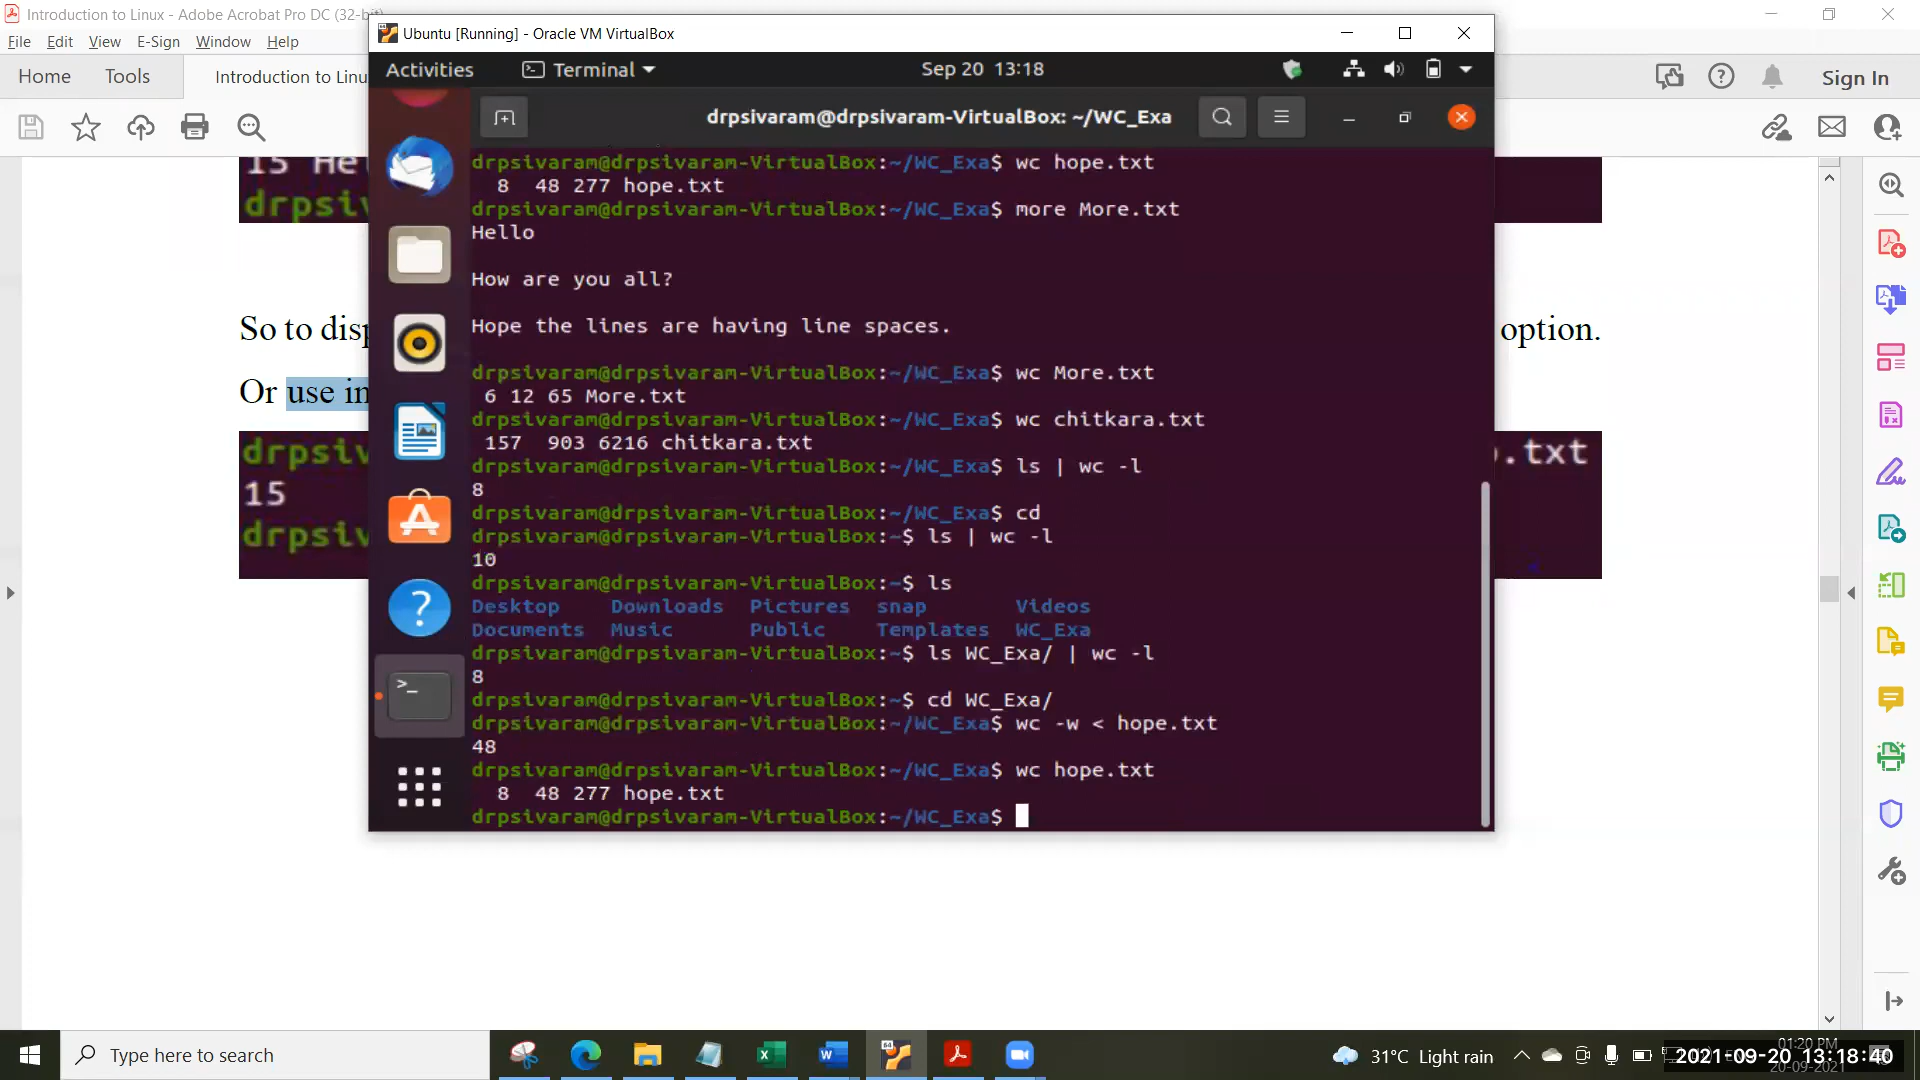 Introduction to Linux - Adobe Acrobat Pro DC (32-bit)
File Edit View E-Sign Window Help
Home Tools Introduction to Linu
Sign In
Ubuntu [Running] - Oracle VM VirtualBox
Activities Terminal Sep 20 13:18
drpsivaram@drpsivaram-VirtualBox: ~/WC_Exa
drpsivaram@drpsivaram-VirtualBox:~/WC_Exa$ wc hope.txt
8 48 277 hope.txt
drpsivaram@drpsivaram-VirtualBox:~/WC_Exa$ more More.txt
Hello
How are you all?
Hope the lines are having line spaces.
drpsivaram@drpsivaram-VirtualBox:~/WC_Exa$ wc More.txt
6 12 65 More.txt
drpsivaram@drpsivaram-VirtualBox:~/WC_Exa$ wc chitkara.txt
157 903 6216 chitkara.txt
drpsivaram@drpsivaram-VirtualBox:~/WC_Exa$ ls | wc -l
8
drpsivaram@drpsivaram-VirtualBox:~/WC_Exa$ cd
drpsivaram@drpsivaram-VirtualBox:~$ ls | wc -l
10
drpsivaram@drpsivaram-VirtualBox:~$ ls
Desktop Downloads Pictures snap Videos
Documents Music Public Templates WC_Exa
drpsivaram@drpsivaram-VirtualBox:~$ ls WC_Exa/ | wc -l
8
drpsivaram@drpsivaram-VirtualBox:~$ cd WC_Exa/
drpsivaram@drpsivaram-VirtualBox:~/WC_Exa$ wc -w < hope.txt
48
drpsivaram@drpsivaram-VirtualBox:~/WC_Exa$ wc hope.txt
8 48 277 hope.txt
drpsivaram@drpsivaram-VirtualBox:~/WC_Exa$
15 Hel
drpsiv
So to disp
option.
Or use in
drpsiv
.txt
15
drpsiv
Type here to search
31°C Light rain
01:20 PM
2021-09-20 13:18:40
20-09-2021